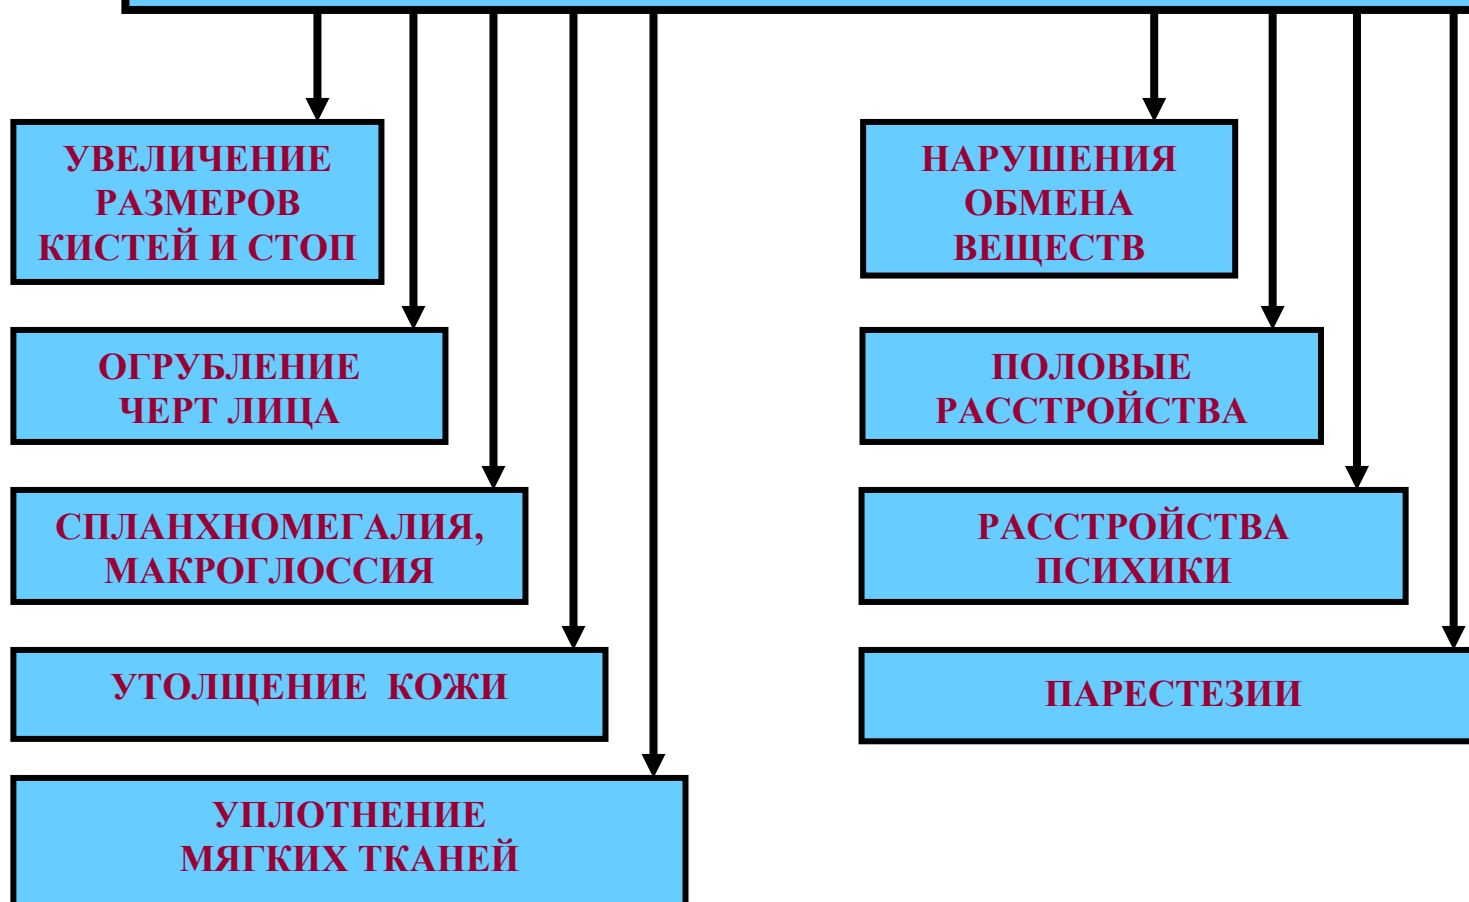 УВЕЛИЧЕНИЕ
РАЗМЕРОВ
КИСТЕЙ И СТОП
ОГРУБЛЕНИЕ
ЧЕРТ ЛИЦА
СПЛАНХНОМЕГАЛИЯ,
МАКРОГЛОССИЯ
УТОЛЩЕНИЕ КОЖИ
УПЛОТНЕНИЕ
МЯГКИХ ТКАНЕЙ
НАРУШЕНИЯ
ОБМЕНА
ВЕЩЕСТВ
ПОЛОВЫЕ
РАССТРОЙСТВА
РАССТРОЙСТВА
ПСИХИКИ
ПАРЕСТЕЗИИ